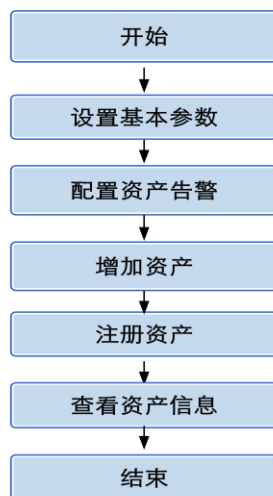 开始
设置基本参数
配置资产告警
增加资产
注册资产
查看资产信息
结束